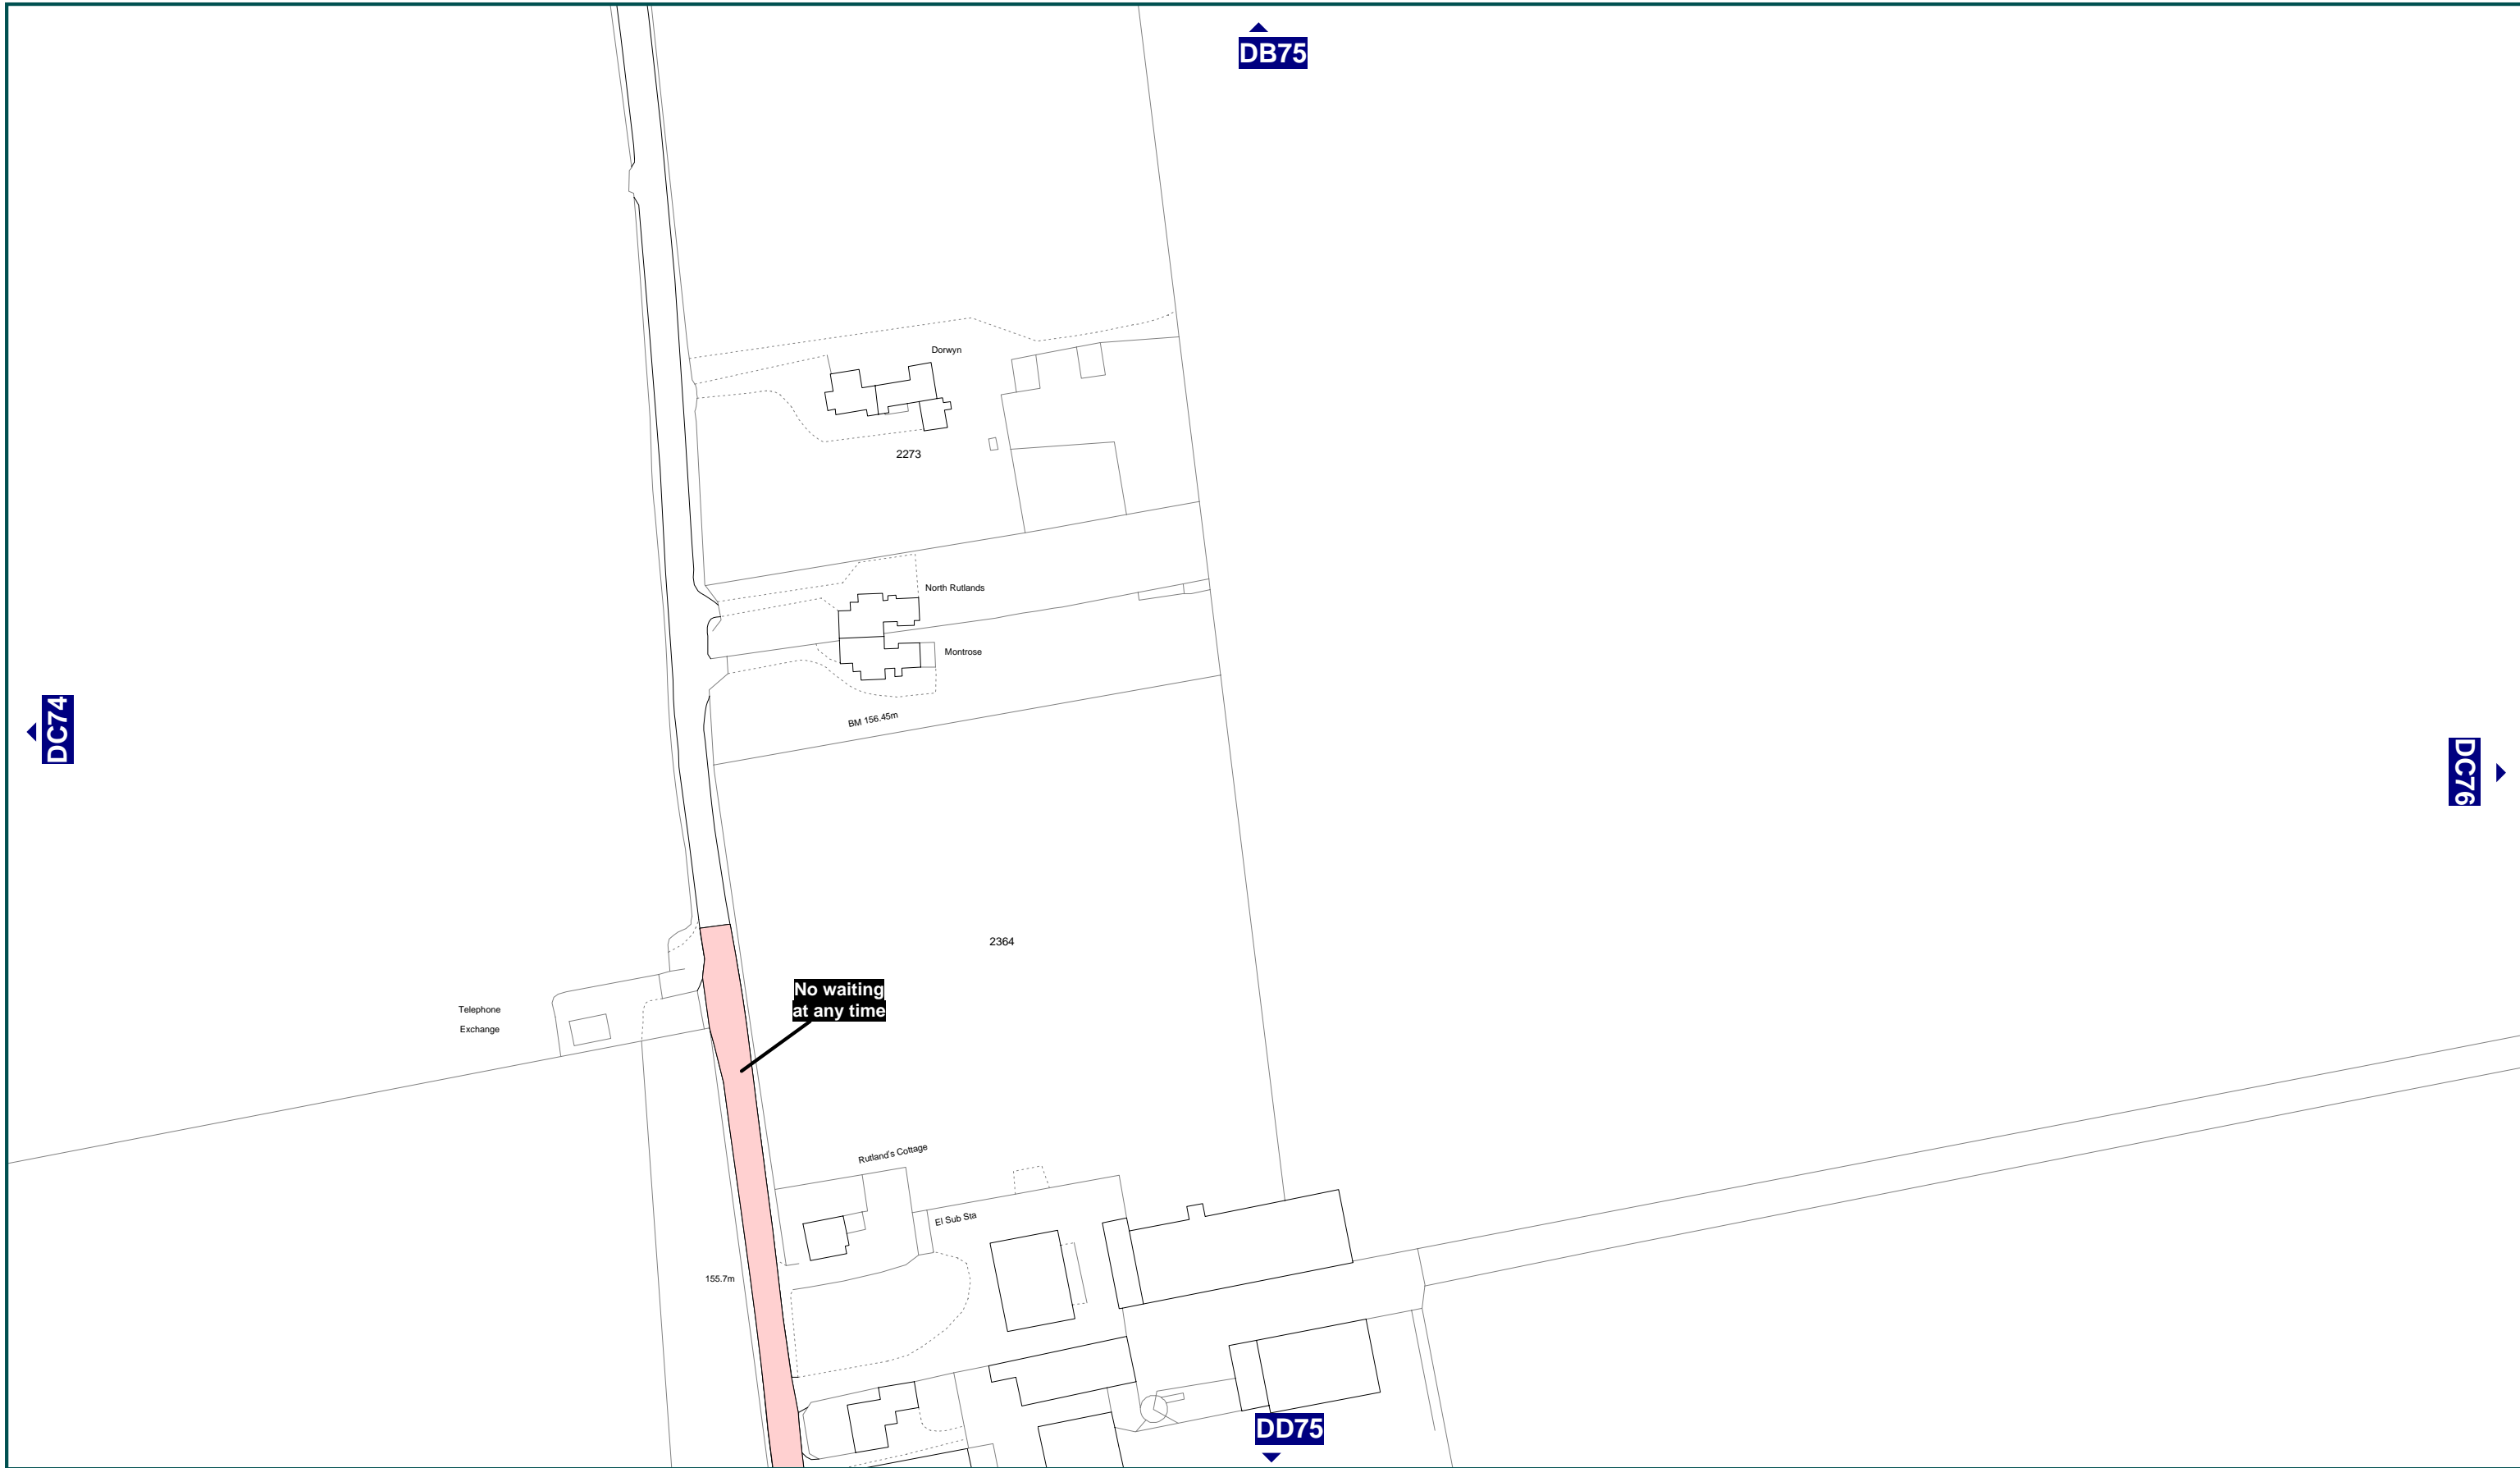 DB75
Dorwyn
2273
North Rutlands
Montrose
DC74
BM 156.45m
DC76
2364
No waiting
at any time
Telephone
Exchange
Rutland's Cottage
El Sub Sta
155.7m
DD75